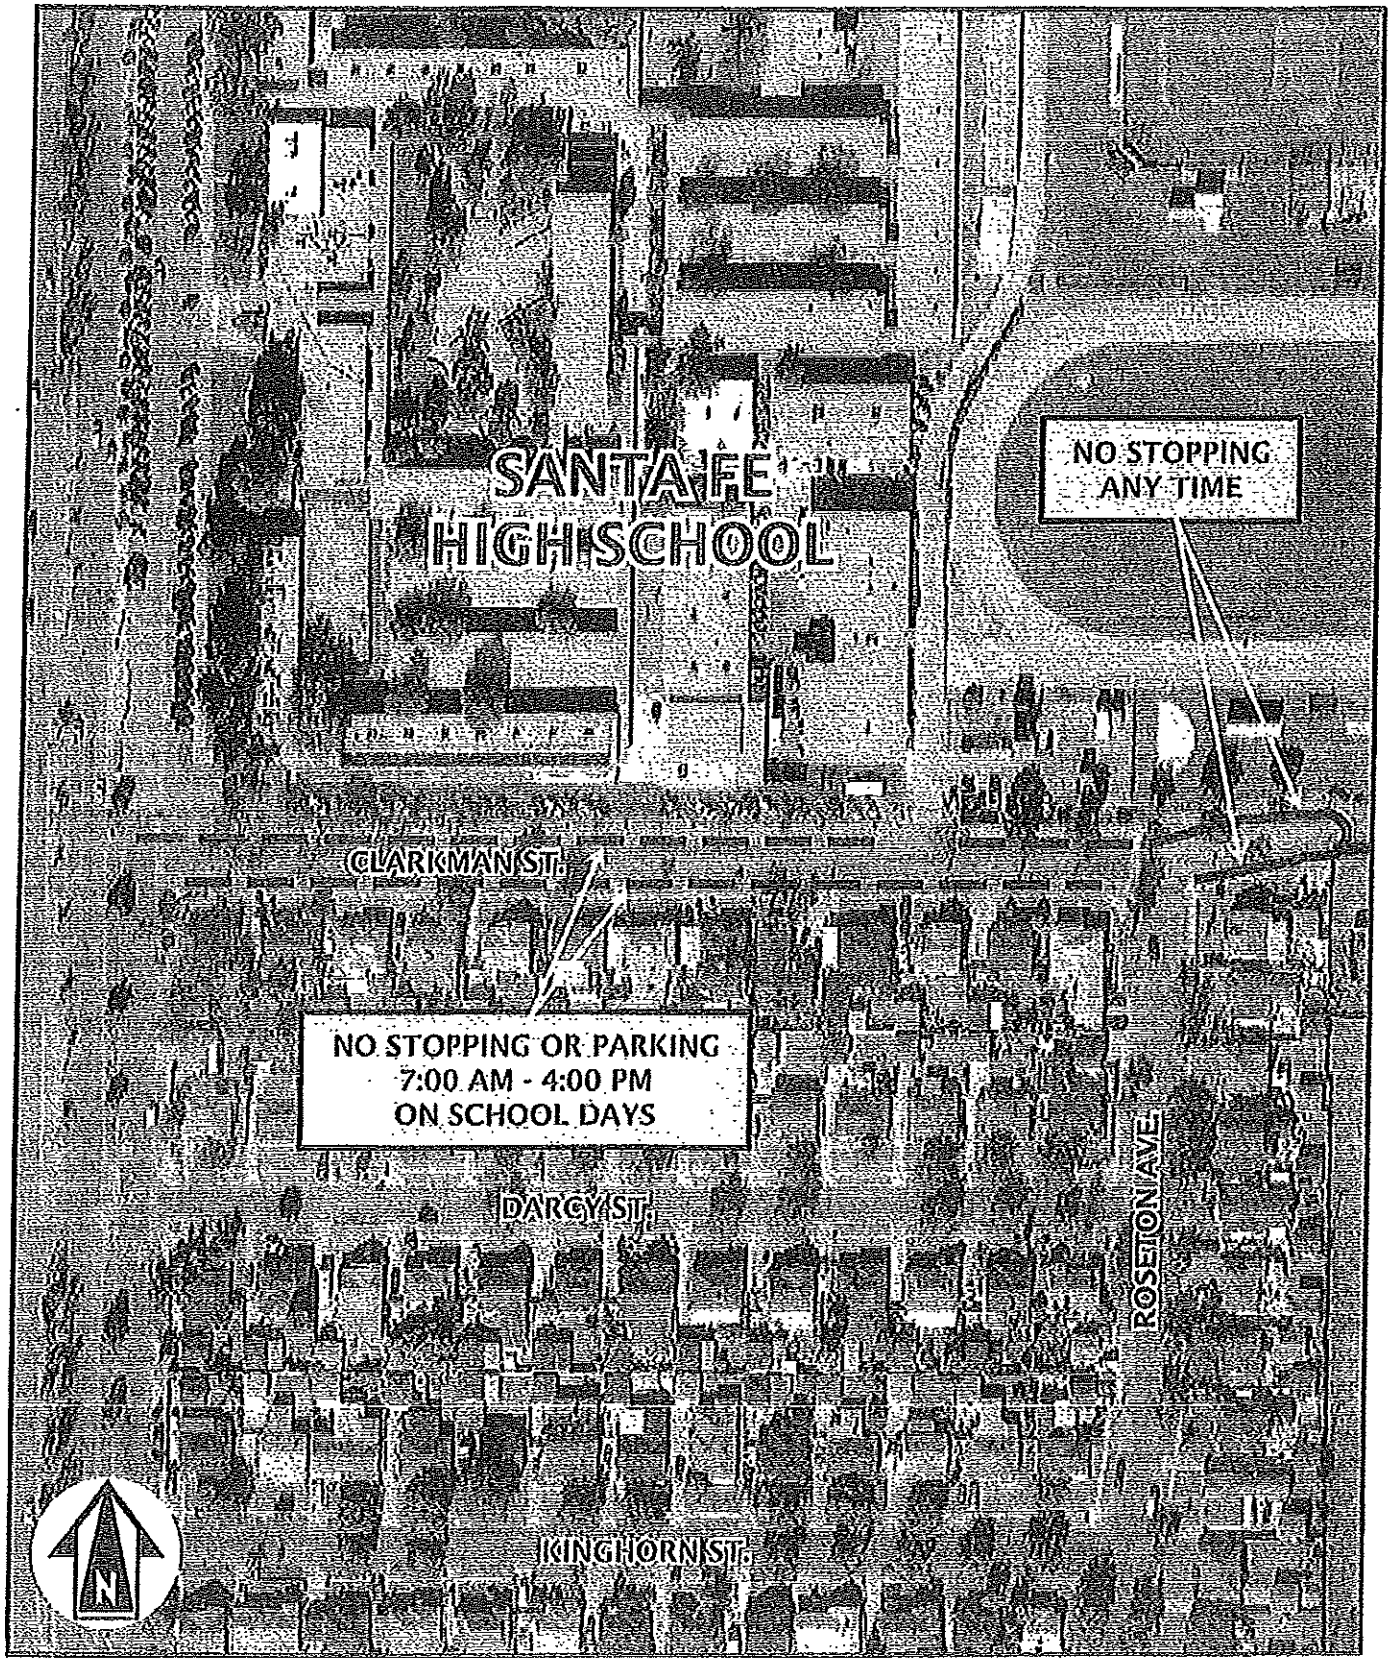 SANTA FE
HIGH SCHOOL
NO STOPPING
ANY TIME
CLARKMAN ST.
NO STOPPING OR PARKING
7:00 AM - 4:00 PM
ON SCHOOL DAYS
DARCY ST.
ROSETON AVE.
KINGHORN ST.
N